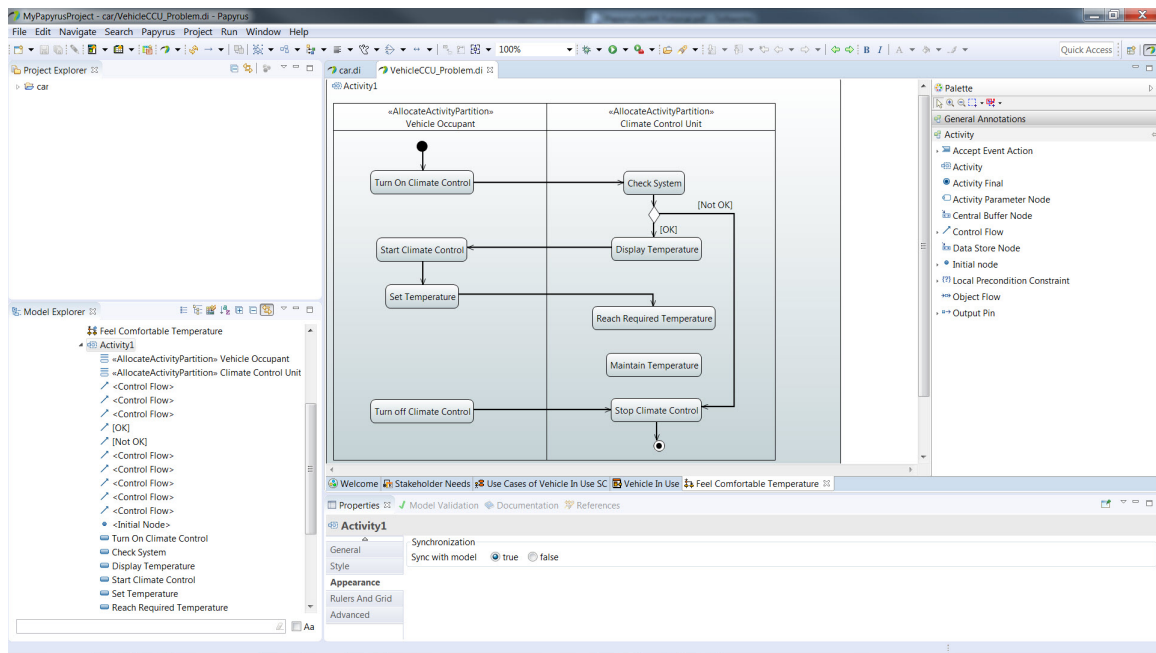 MyPapyrusProject - car/VehicleCCU_Problem.di - Papyrus
File Edit View Navigate Search Papyrus Project Run Window Help
100%
B I A
Quick Access
Project Explorer
car
car.di
VehicleCCU_Problem.di
Activity1
«AllocateActivityPartition»
Vehicle Occupant
«AllocateActivityPartition»
Climate Control Unit
Turn On Climate Control
Check System
[Not OK]
[OK]
Start Climate Control
Display Temperature
Set Temperature
Reach Required Temperature
Maintain Temperature
Turn off Climate Control
Stop Climate Control
Palette
General Annotations
Activity
Accept Event Action
Activity
Activity Final
Activity Parameter Node
Central Buffer Node
Control Flow
Data Store Node
Initial node
Local Precondition Constraint
Object Flow
Output Pin
Model Explorer
Feel Comfortable Temperature
Activity1
«AllocateActivityPartition» Vehicle Occupant
«AllocateActivityPartition» Climate Control Unit
<Control Flow>
<Control Flow>
<Control Flow>
[OK]
[Not OK]
<Control Flow>
<Control Flow>
<Control Flow>
<Control Flow>
<Control Flow>
<Initial Node>
Turn On Climate Control
Check System
Display Temperature
Start Climate Control
Set Temperature
Reach Required Temperature
Aa
Welcome Stakeholder Needs Use Cases of Vehicle In Use SC Vehicle In Use Feel Comfortable Temperature
Properties Model Validation Documentation References
Activity1
General
Style
Appearance
Rulers And Grid
Advanced
Synchronization
Sync with model true false